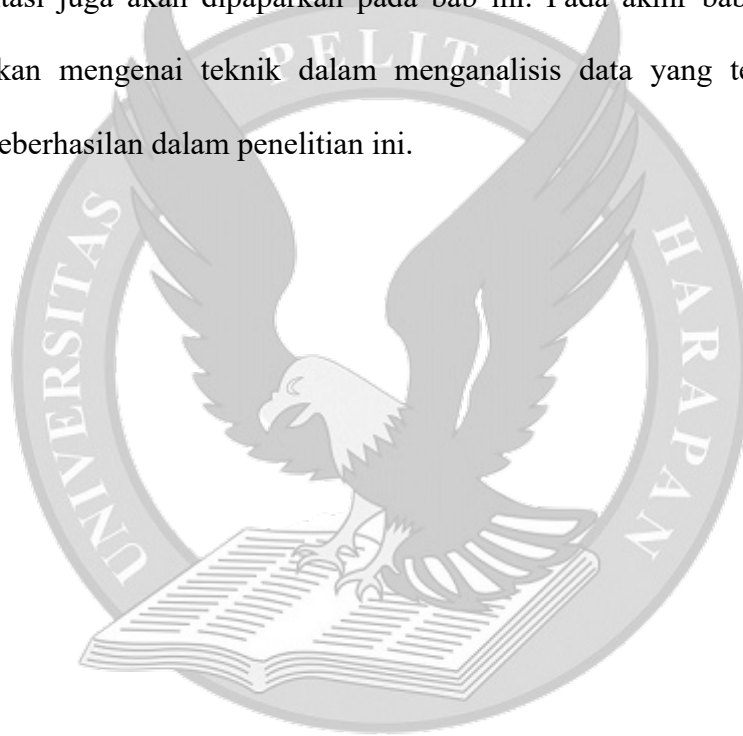 tasi juga akan dipaparkan pada bab ini. Pada akhir bab
kan mengenai teknik dalam menganalisis data yang te
eberhasilan dalam penelitian ini.
UNIVERSITAS PELITA HARAPAN